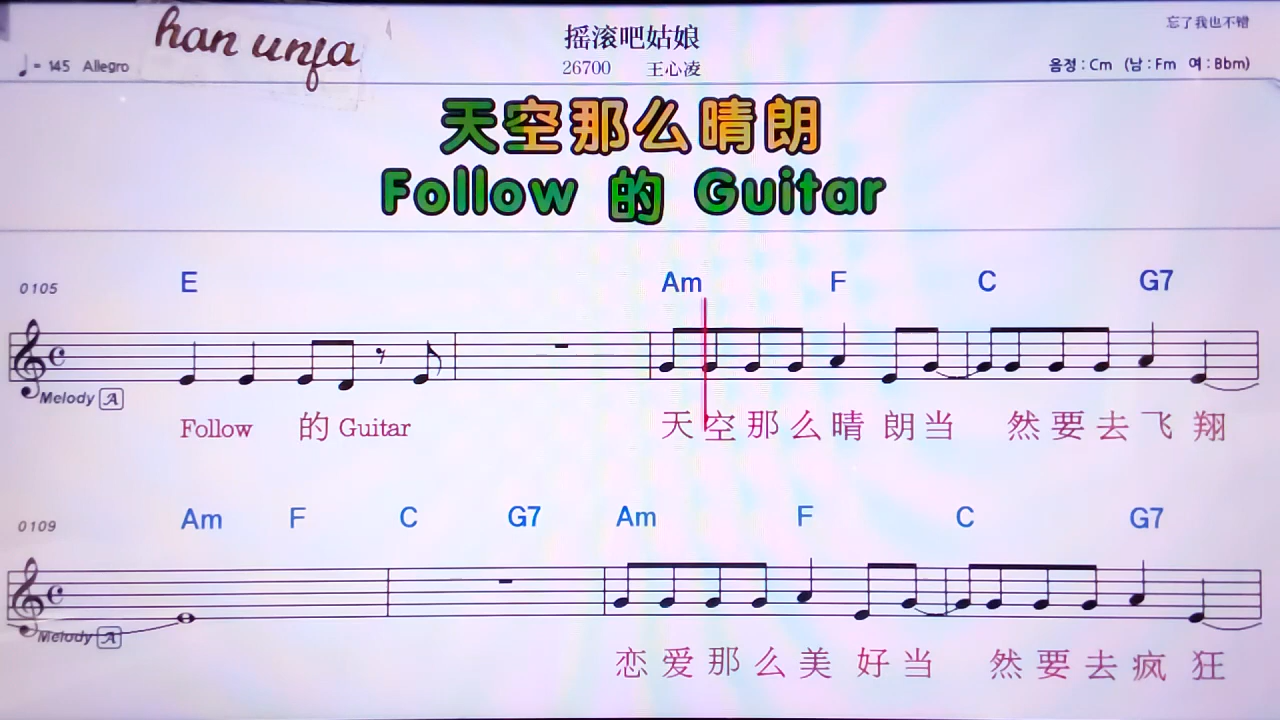 han unfa
摇滚吧姑娘
忘了我也不错
♩= 145 Allegro
26700 王心凌
음정 : Cm (남 : Fm 여 : Bbm)
天空那么晴朗
Follow 的 Guitar
0105 E Am F C G7
Melody A
Follow 的 Guitar 天空那么晴朗当 然要去飞翔
0109 Am F C G7 Am F C G7
Melody A
恋爱那么美好当 然要去疯狂